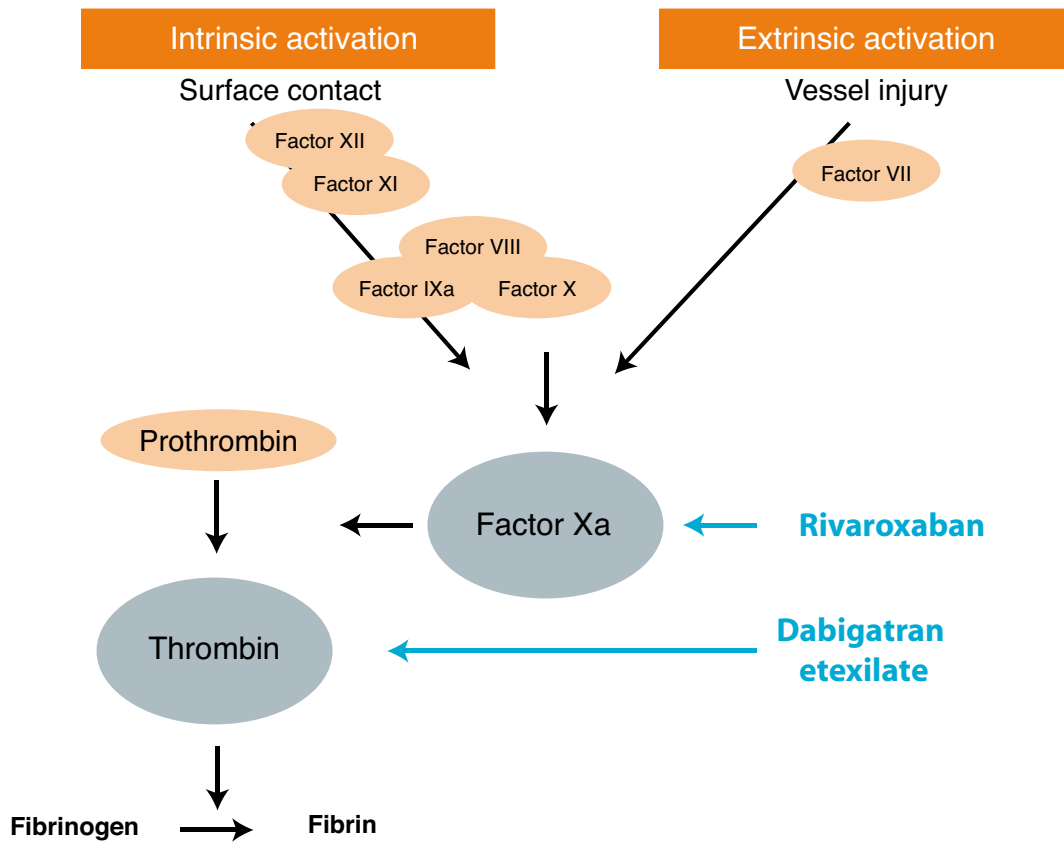 Intrinsic activation
Extrinsic activation
Surface contact
Vessel injury
Factor XII
Factor XI
Factor VII
Factor VIII
Factor IXa
Factor X
Prothrombin
Factor Xa
Rivaroxaban
Thrombin
Dabigatran
etexilate
Fibrinogen
Fibrin